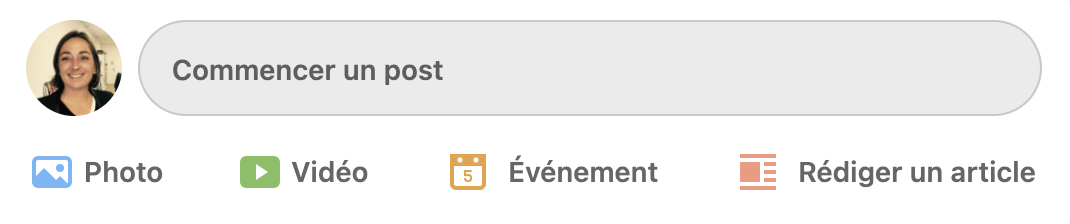 Commencer un post
Photo
Vidéo
5
Événement
Rédiger un article